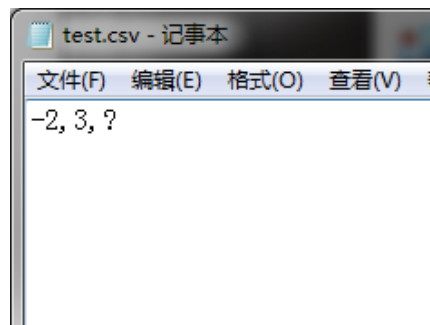 test.csv - 记事本
文件(F) 编辑(E) 格式(O) 查看(V)
-2, 3, ?